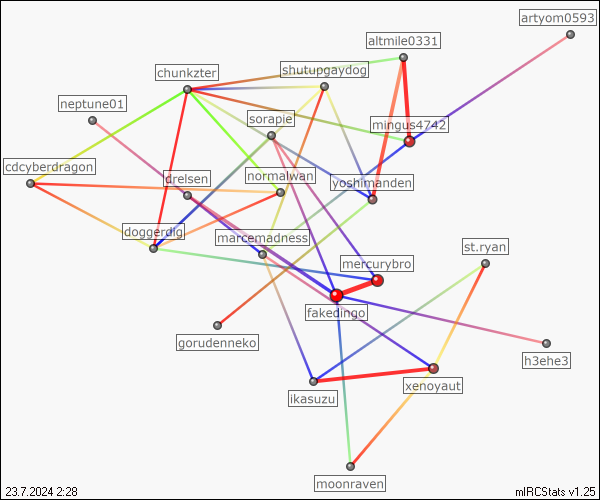 artyom0593
altmile0331
chunkzter
shutupgaydog
neptune01
sorapie
mingus4742
cdcyberdragon
drelsen
normalwan
yoshimanden
doggerdig
marcemadness
st.ryan
mercurybro
fakedingo
gorudenneko
h3ehe3
xenoyaut
ikasuzu
moonraven
23.7.2024 2:28
mIRCStats v1.25